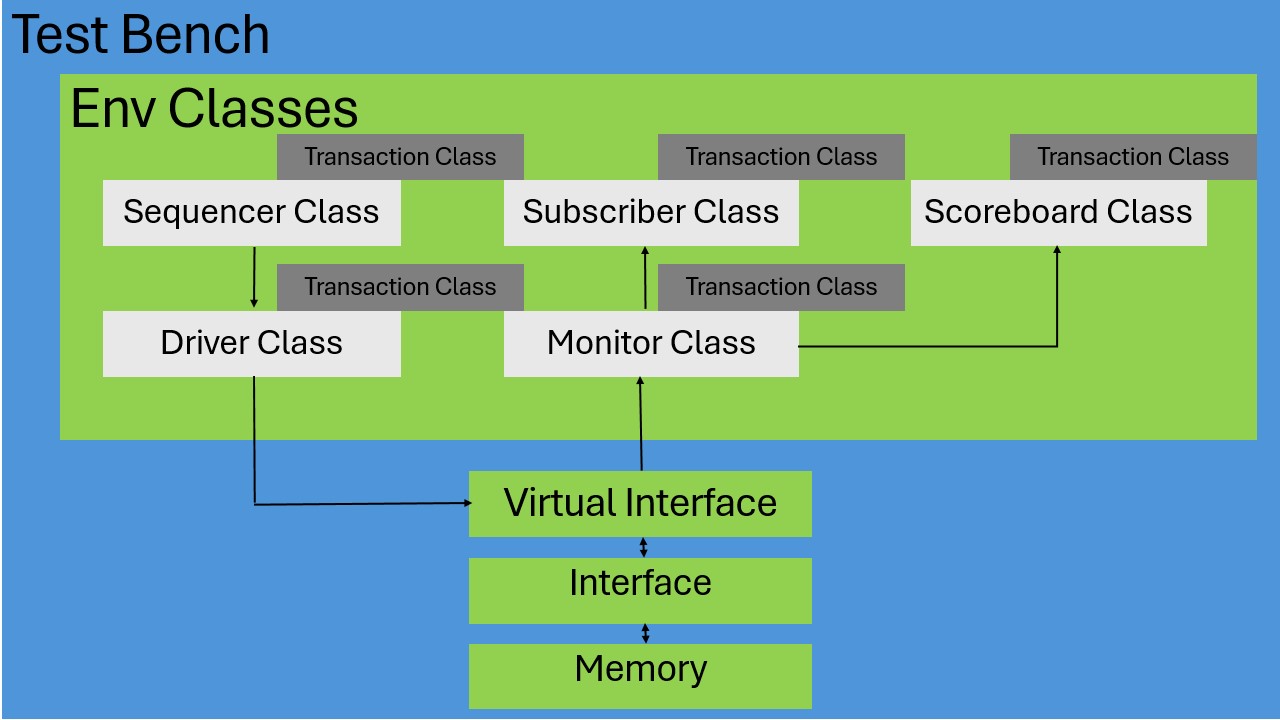 Test Bench
Env Classes
Transaction Class
Transaction Class
Transaction Class
Sequencer Class
Subscriber Class
Scoreboard Class
Transaction Class
Transaction Class
Driver Class
Monitor Class
Virtual Interface
Interface
Memory